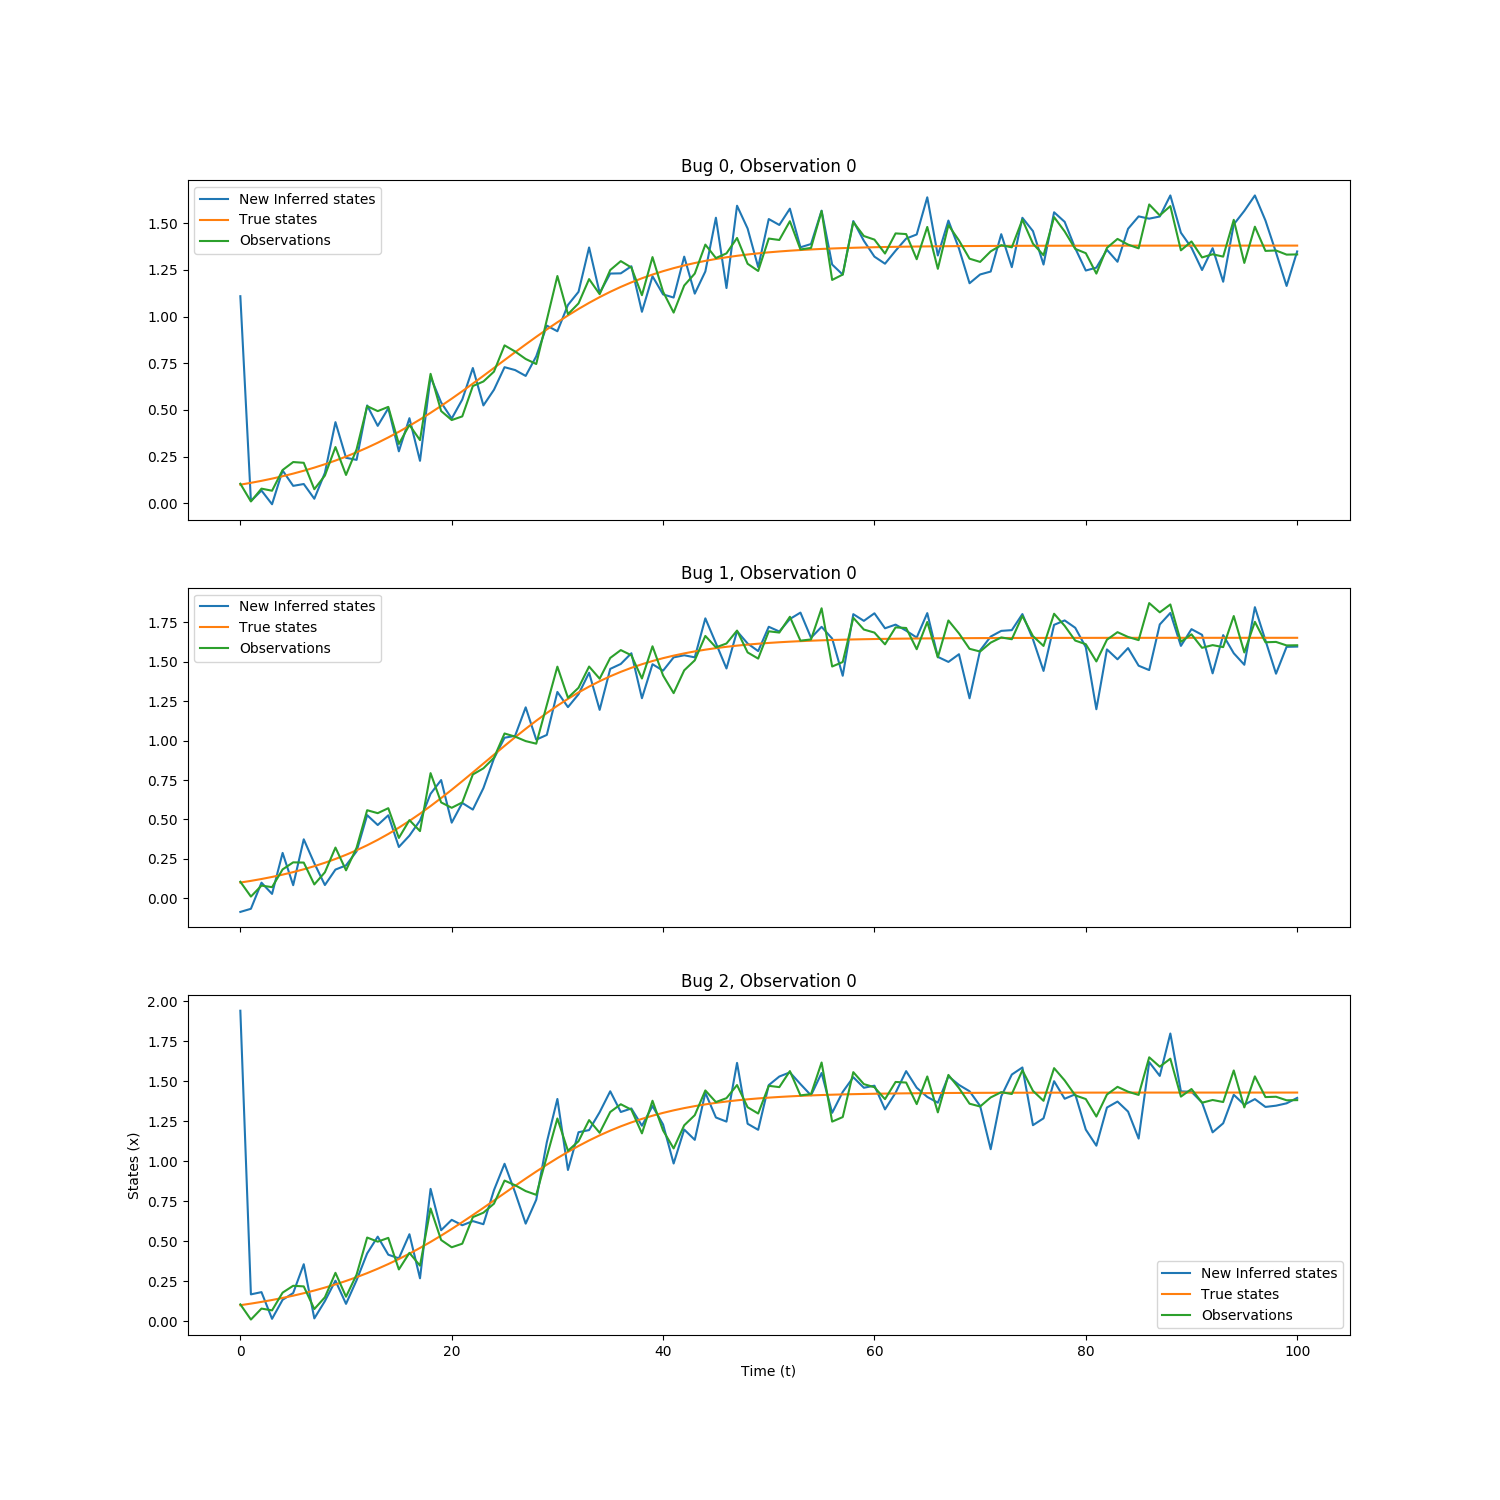 Bug 0, Observation 0
New Inferred states
True states
Observations
1.50
1.25
1.00
0.75
0.50
0.25
0.00
Bug 1, Observation 0
New Inferred states
True states
Observations
1.75
1.50
1.25
1.00
0.75
0.50
0.25
0.00
Bug 2, Observation 0
2.00
1.75
1.50
1.25
1.00
0.75
0.50
0.25
0.00
States (x)
New Inferred states
True states
Observations
0 20 40 60 80 100
Time (t)